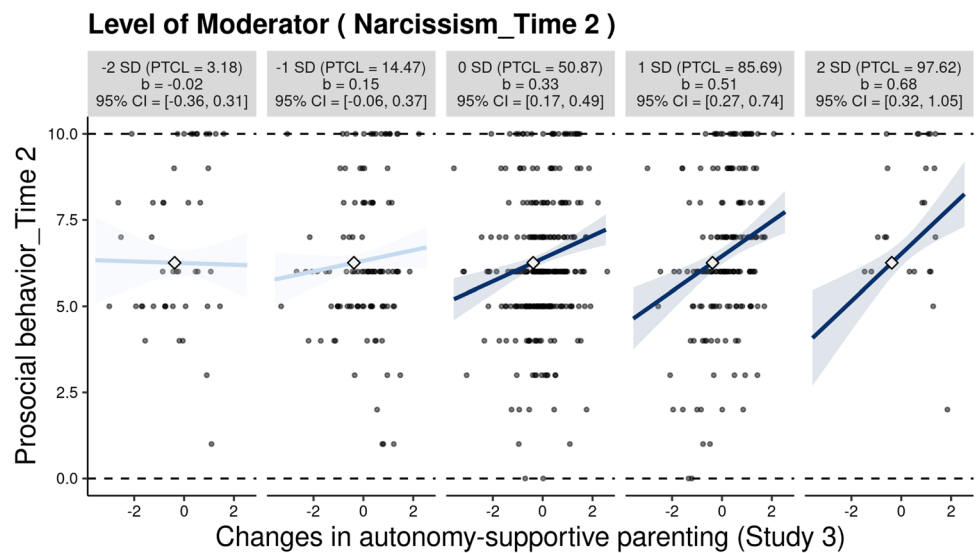 Level of Moderator ( Narcissism_Time 2 )
-2 SD (PTCL = 3.18)
b = -0.02
95% CI = [-0.36, 0.31]
-1 SD (PTCL = 14.47)
b = 0.15
95% CI = [-0.06, 0.37]
0 SD (PTCL = 50.87)
b = 0.33
95% CI = [0.17, 0.49]
1 SD (PTCL = 85.69)
b = 0.51
95% CI = [0.27, 0.74]
2 SD (PTCL = 97.62)
b = 0.68
95% CI = [0.32, 1.05]
Prosocial behavior_Time 2
10.0
7.5
5.0
2.5
0.0
-2 0 2
-2 0 2
-2 0 2
-2 0 2
-2 0 2
Changes in autonomy-supportive parenting (Study 3)